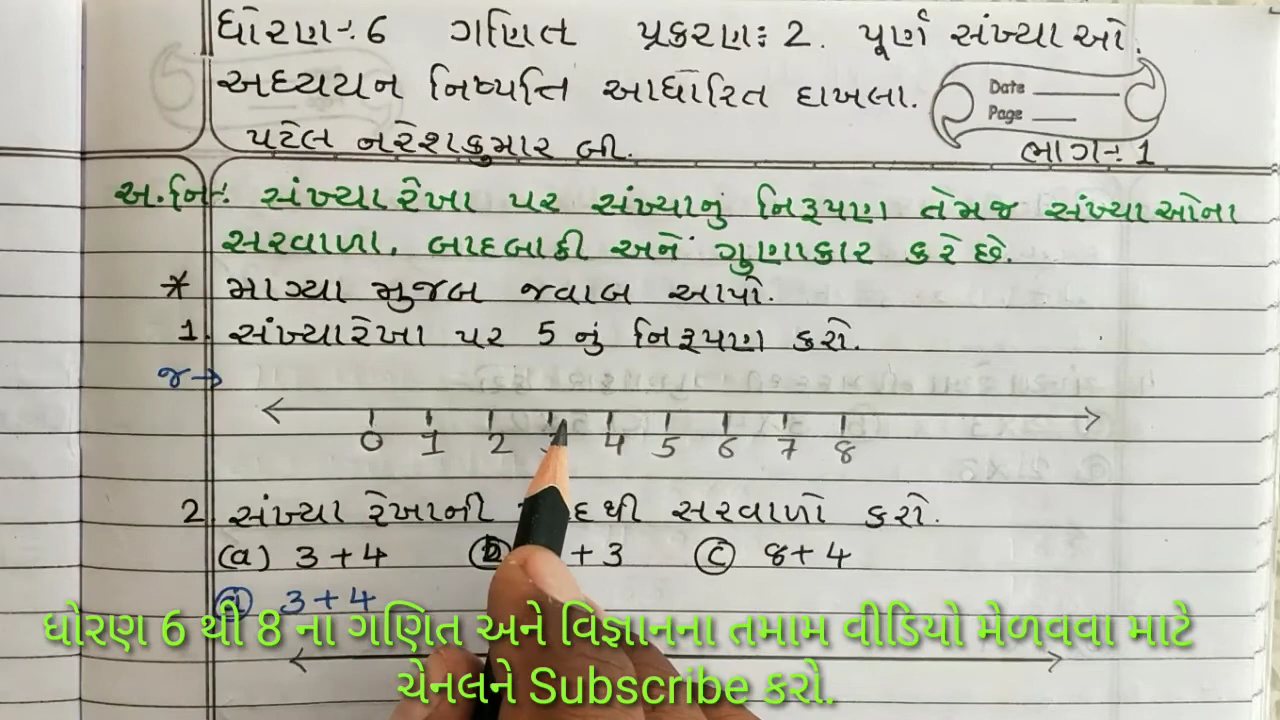 ધોરણ:- 6 ગણિત પ્રકરણ: 2. પૂર્ણ સંખ્યાઓ.
અધ્યયન નિષ્પત્તિ આધારિત દાખલા.
Date
Page
પટેલ નરેશકુમાર બી.
ભાગ:- 1
અ.નિ:- સંખ્યારેખા પર સંખ્યાનું નિરૂપણ તેમજ સંખ્યાઓના
સરવાળા, બાદબાકી અને ગુણાકાર કરે છે.
* માગ્યા મુજબ જવાબ આપો.
1. સંખ્યારેખા પર 5 નું નિરૂપણ કરો.
જ→
0 1 2 4 5 6 7 8
2 સંખ્યા રેખાની સરવાળો કરો.
(a) 3+4 (b) +3 (c) 8+4
(a) 3+4
ધોરણ 6 થી 8 ના ગણિત અને વિજ્ઞાનના તમામ વીડિયો મેળવવા માટે
ચેનલને Subscribe કરો.